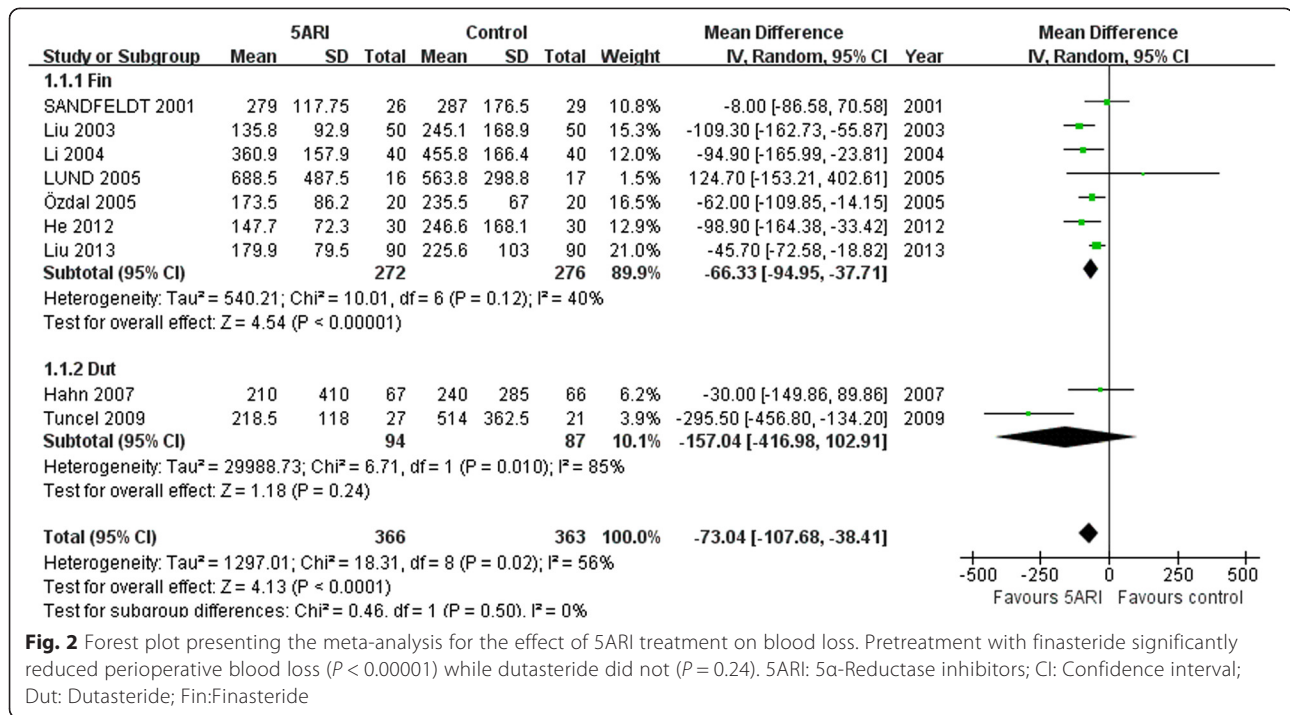 5ARI Control Mean Difference Mean Difference
Study or Subgroup Mean SD Total Mean SD Total Weight IV, Random, 95% CI Year IV, Random, 95% CI
1.1.1 Fin
SANDFELDT 2001 279 117.75 26 287 176.5 29 10.8% -8.00 [-86.58, 70.58] 2001
Liu 2003 135.8 92.9 50 245.1 168.9 50 15.3% -109.30 [-162.73, -55.87] 2003
Li 2004 360.9 157.9 40 455.8 166.4 40 12.0% -94.90 [-165.99, -23.81] 2004
LUND 2005 688.5 487.5 16 563.8 298.8 17 1.5% 124.70 [-153.21, 402.61] 2005
Özdal 2005 173.5 86.2 20 235.5 67 20 16.5% -62.00 [-109.85, -14.15] 2005
He 2012 147.7 72.3 30 246.6 168.1 30 12.9% -98.90 [-164.38, -33.42] 2012
Liu 2013 179.9 79.5 90 225.6 103 90 21.0% -45.70 [-72.58, -18.82] 2013
Subtotal (95% CI) 272 276 89.9% -66.33 [-94.95, -37.71]
Heterogeneity: Tau² = 540.21; Chi² = 10.01, df = 6 (P = 0.12); I² = 40%
Test for overall effect: Z = 4.54 (P < 0.00001)
1.1.2 Dut
Hahn 2007 210 410 67 240 285 66 6.2% -30.00 [-149.86, 89.86] 2007
Tuncel 2009 218.5 118 27 514 362.5 21 3.9% -295.50 [-456.80, -134.20] 2009
Subtotal (95% CI) 94 87 10.1% -157.04 [-416.98, 102.91]
Heterogeneity: Tau² = 29988.73; Chi² = 6.71, df = 1 (P = 0.010); I² = 85%
Test for overall effect: Z = 1.18 (P = 0.24)
Total (95% CI) 366 363 100.0% -73.04 [-107.68, -38.41]
Heterogeneity: Tau² = 1297.01; Chi² = 18.31, df = 8 (P = 0.02); I² = 56%
Test for overall effect: Z = 4.13 (P < 0.0001)
Test for subgroup differences: Chi² = 0.46. df = 1 (P = 0.50). I² = 0%
-500 -250 0 250 500
Favours 5ARI Favours control
Fig. 2 Forest plot presenting the meta-analysis for the effect of 5ARI treatment on blood loss. Pretreatment with finasteride significantly
reduced perioperative blood loss (P < 0.00001) while dutasteride did not (P = 0.24). 5ARI: 5α-Reductase inhibitors; CI: Confidence interval;
Dut: Dutasteride; Fin:Finasteride